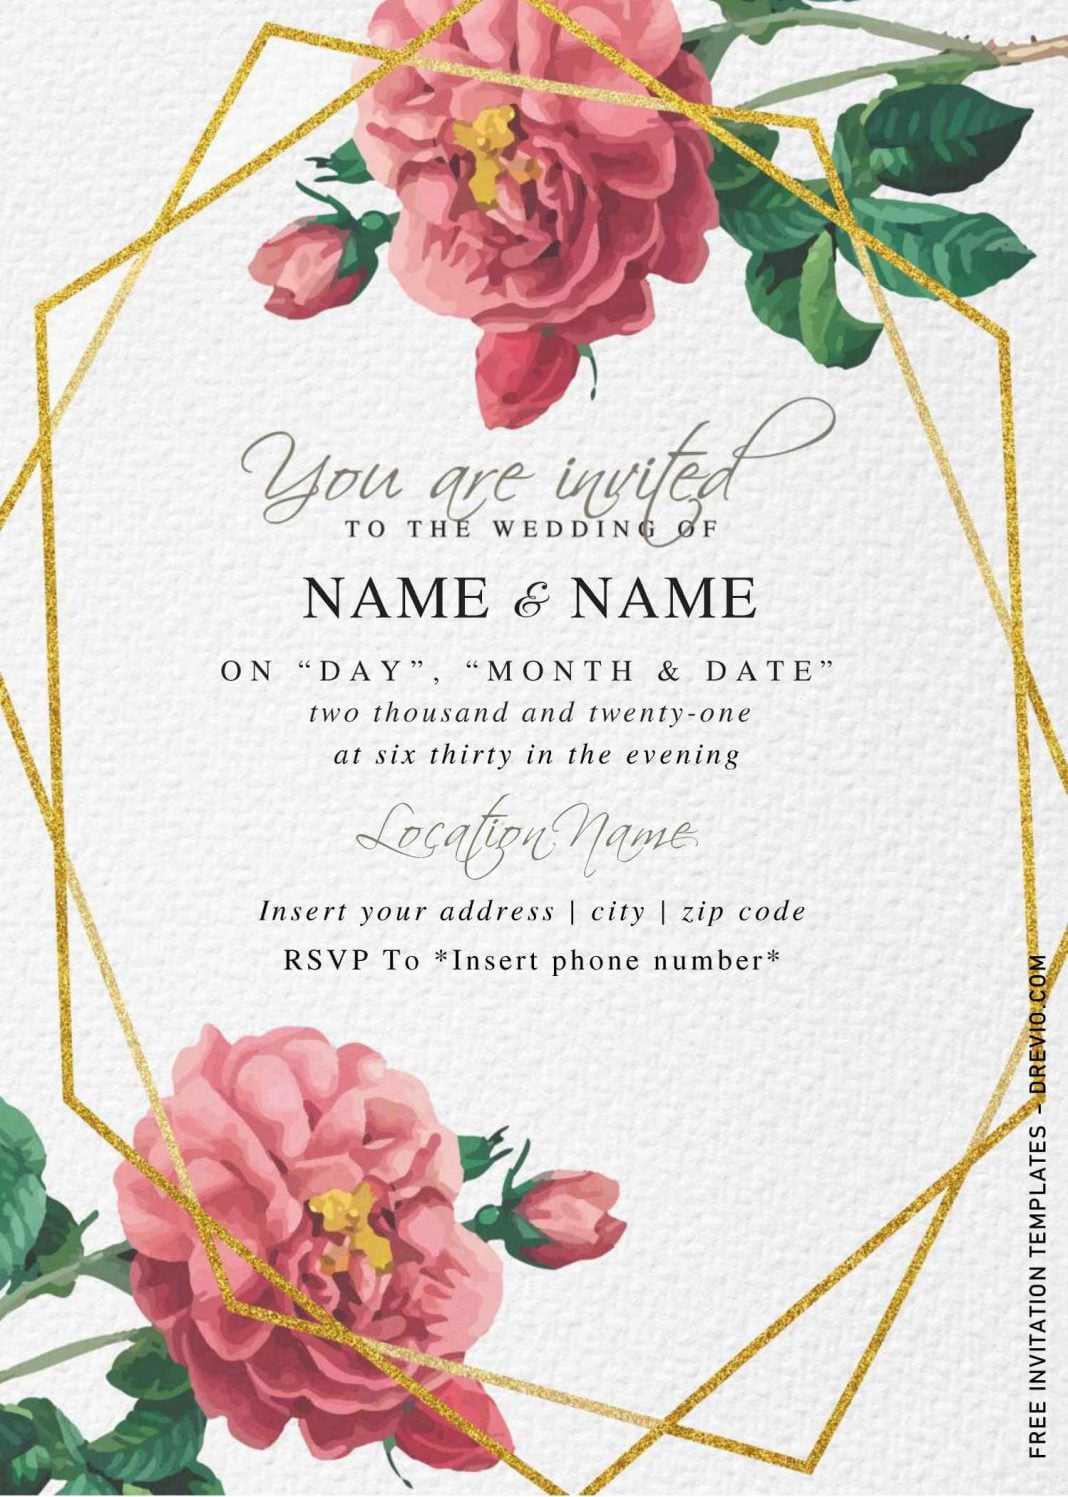 You are invited
TO THE WEDDING OF
NAME & NAME
ON “DAY”, “MONTH & DATE”
two thousand and twenty-one
at six thirty in the evening
Location Name
Insert your address | city | zip code
RSVP To *Insert phone number*
FREE INVITATION TEMPLATES - DREVIO.COM